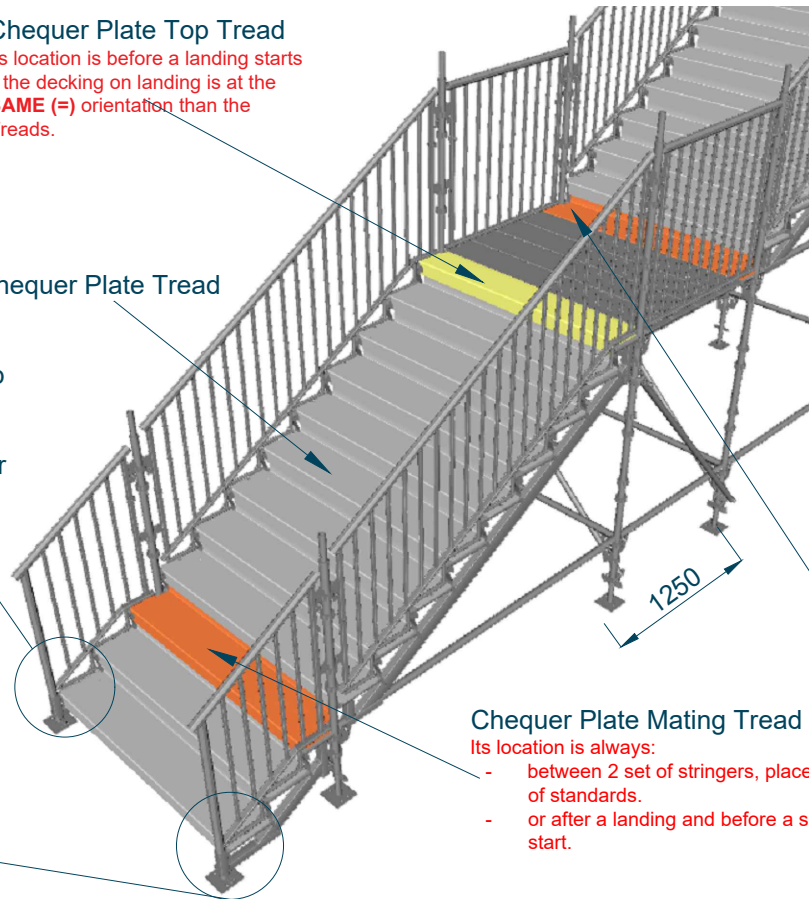 Chequer Plate Top Tread
s location is before a landing starts
the decking on landing is at the
AME (=) orientation than the
reads.
hequer Plate Tread
1250
Chequer Plate Mating Tread
Its location is always:
- between 2 set of stringers, place
of standards.
- or after a landing and before a s
start.